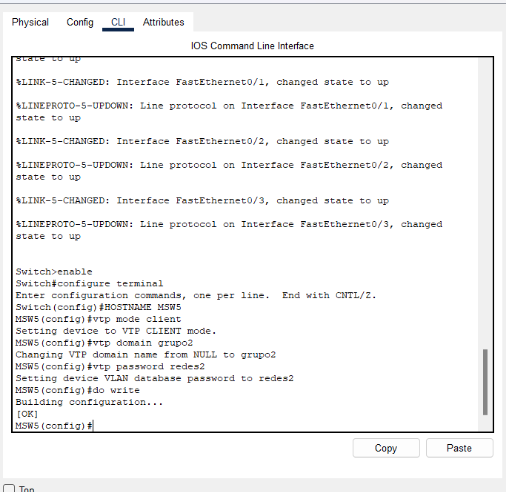 Physical Config CLI Attributes
IOS Command Line Interface
state to up
%LINK-5-CHANGED: Interface FastEthernet0/1, changed state to up
%LINEPROTO-5-UPDOWN: Line protocol on Interface FastEthernet0/1, changed
state to up
%LINK-5-CHANGED: Interface FastEthernet0/2, changed state to up
%LINEPROTO-5-UPDOWN: Line protocol on Interface FastEthernet0/2, changed
state to up
%LINK-5-CHANGED: Interface FastEthernet0/3, changed state to up
%LINEPROTO-5-UPDOWN: Line protocol on Interface FastEthernet0/3, changed
state to up
Switch>enable
Switch#configure terminal
Enter configuration commands, one per line.  End with CNTL/Z.
Switch(config)#HOSTNAME MSW5
MSW5(config)#vtp mode client
Setting device to VTP CLIENT mode.
MSW5(config)#vtp domain grupo2
Changing VTP domain name from NULL to grupo2
MSW5(config)#vtp password redes2
Setting device VLAN database password to redes2
MSW5(config)#do write
Building configuration...
[OK]
MSW5(config)#
Copy Paste
Top